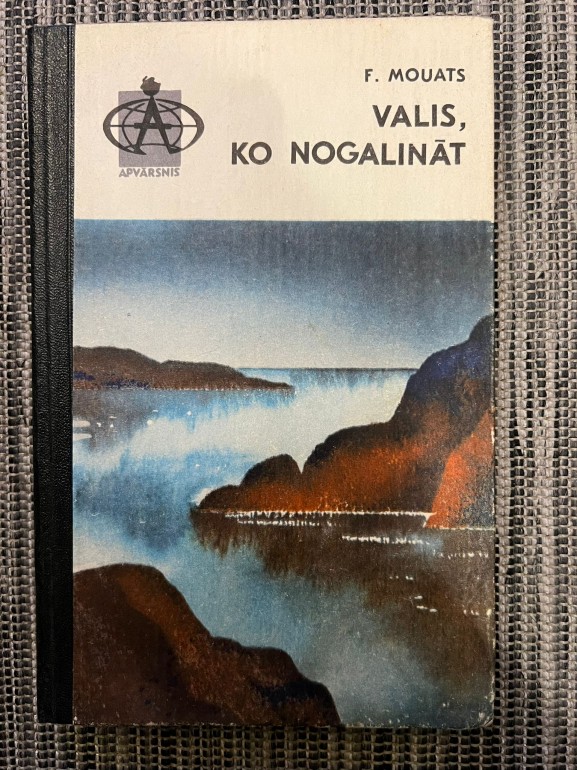 F. MOUATS
VALIS,
KO NOGALINĀT
A
APVĀRSNIS